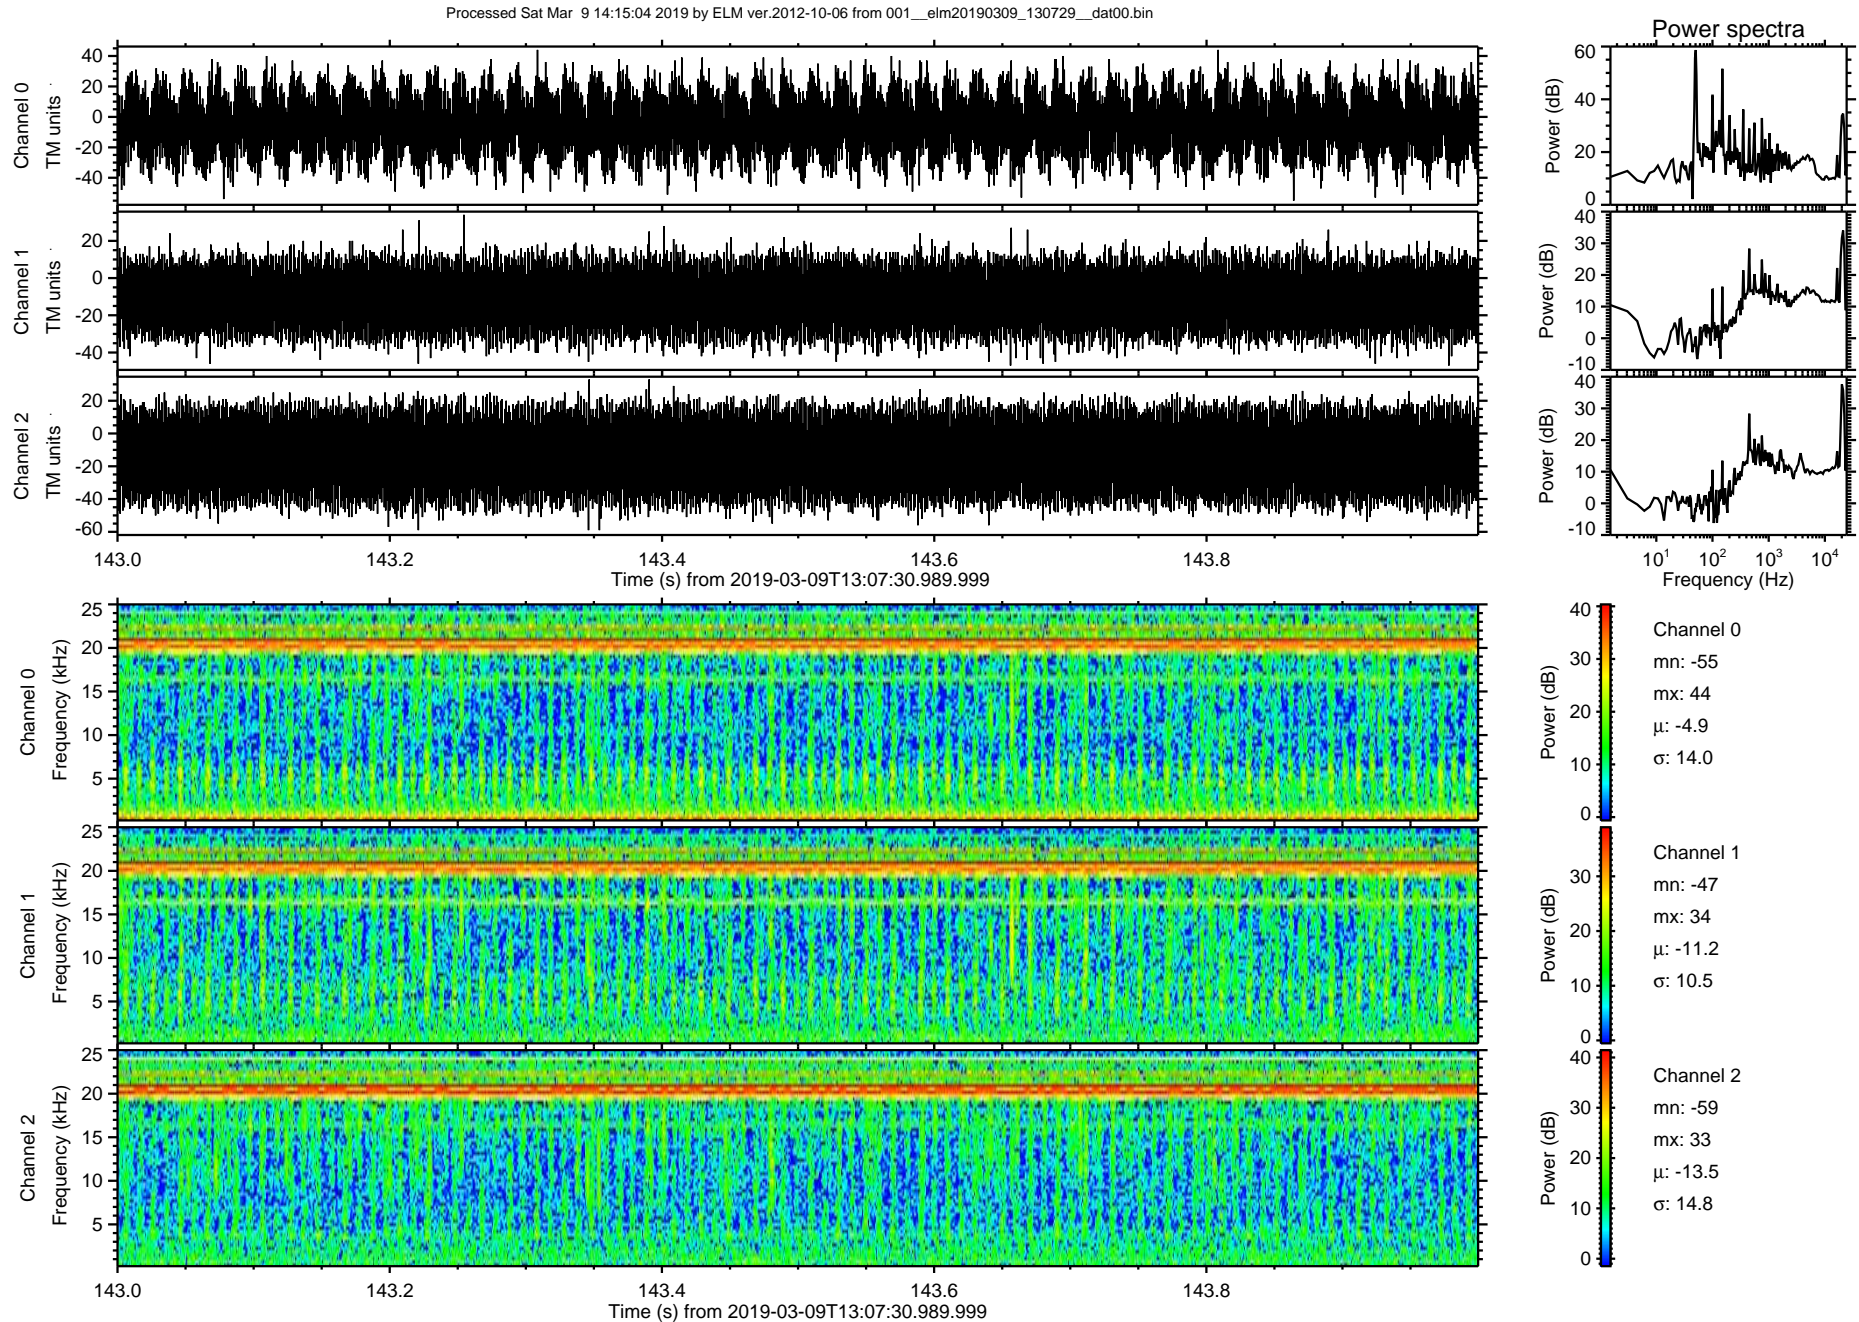 Processed Sat Mar  9 14:15:04 2019 by ELM ver.2012-10-06 from 001__elm20190309_130729__dat00.bin
Power spectra
Channel 0
TM units
40
20
0
-20
-40
Power (dB)
60
40
20
0
Channel 1
TM units
20
0
-20
-40
Power (dB)
40
30
20
10
0
-10
Channel 2
TM units
20
0
-20
-40
-60
Power (dB)
40
30
20
10
0
-10
143.0 143.2 143.4 143.6 143.8
Time (s) from 2019-03-09T13:07:30.989.999
10^1 10^2 10^3 10^4
Frequency (Hz)
Channel 0
Frequency (kHz)
25
20
15
10
5
Power (dB)
40
30
20
10
0
Channel 0
mn: -55
mx: 44
μ: -4.9
σ: 14.0
Channel 1
Frequency (kHz)
25
20
15
10
5
Power (dB)
30
20
10
0
Channel 1
mn: -47
mx: 34
μ: -11.2
σ: 10.5
Channel 2
Frequency (kHz)
25
20
15
10
5
Power (dB)
40
30
20
10
0
Channel 2
mn: -59
mx: 33
μ: -13.5
σ: 14.8
143.0 143.2 143.4 143.6 143.8
Time (s) from 2019-03-09T13:07:30.989.999